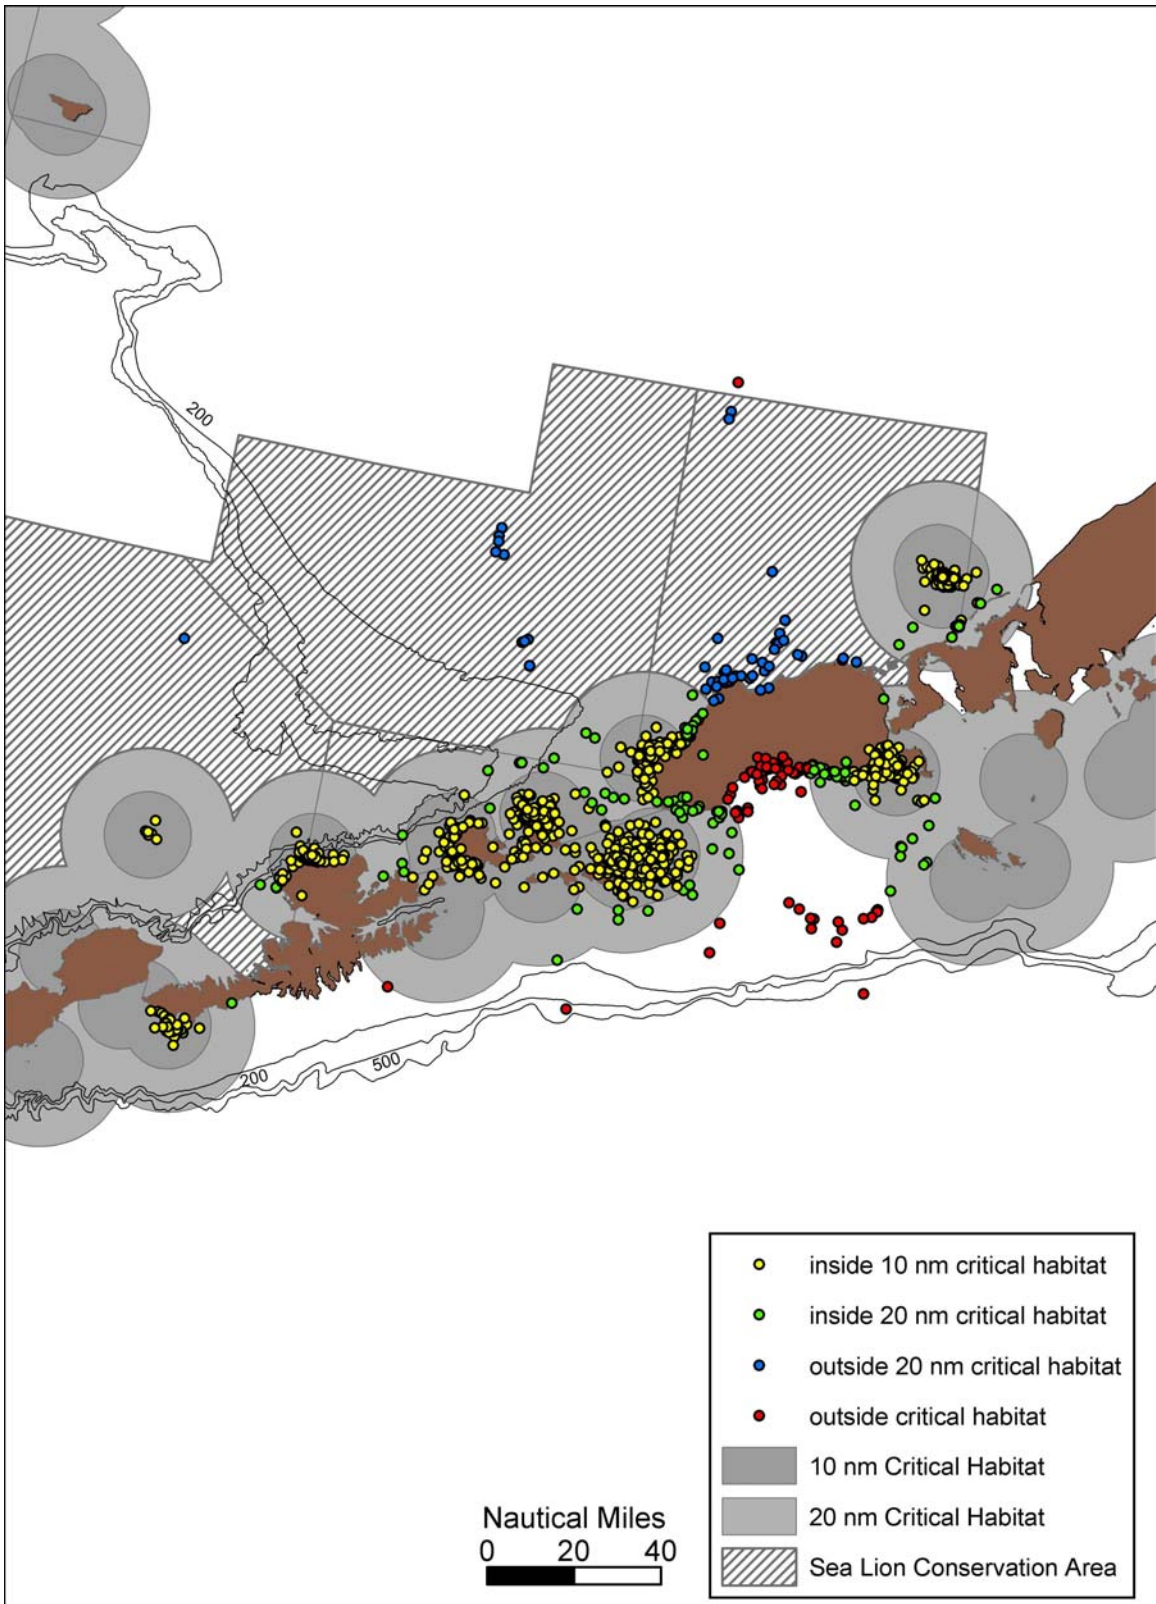 200
200
500
inside 10 nm critical habitat
inside 20 nm critical habitat
outside 20 nm critical habitat
outside critical habitat
10 nm Critical Habitat
20 nm Critical Habitat
Sea Lion Conservation Area
Nautical Miles
0 20 40